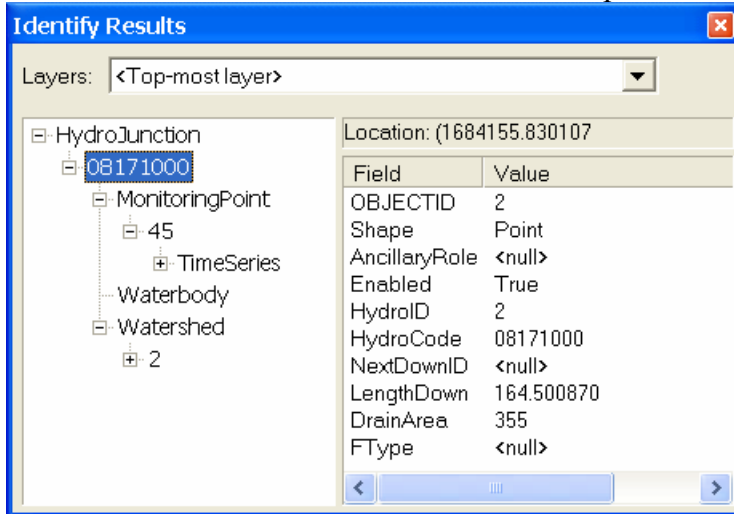 Identify Results
Layers: <Top-most layer>
HydroJunction
08171000
MonitoringPoint
45
TimeSeries
Waterbody
Watershed
2
Location: (1684155.830107
Field Value
OBJECTID 2
Shape Point
AncillaryRole <null>
Enabled True
HydroID 2
HydroCode 08171000
NextDownID <null>
LengthDown 164.500870
DrainArea 355
FType <null>